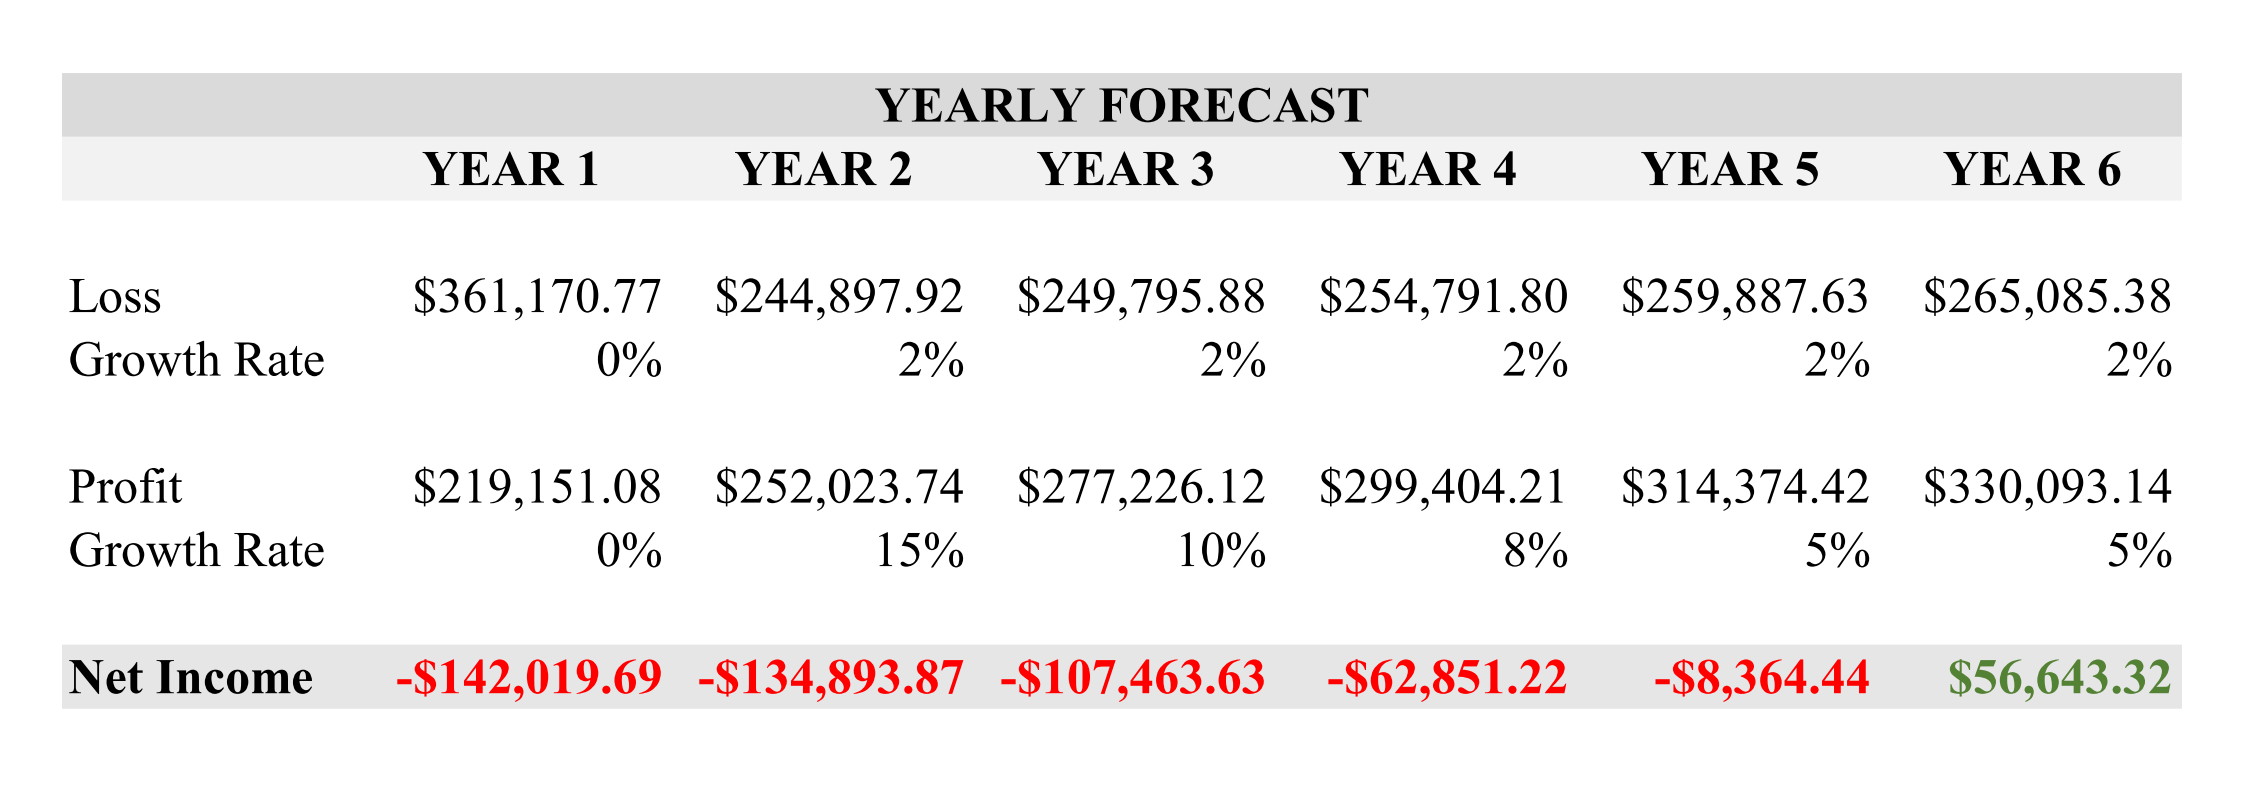 YEARLY FORECAST
YEAR 1 YEAR 2 YEAR 3 YEAR 4 YEAR 5 YEAR 6
Loss $361,170.77 $244,897.92 $249,795.88 $254,791.80 $259,887.63 $265,085.38
Growth Rate 0% 2% 2% 2% 2% 2%
Profit $219,151.08 $252,023.74 $277,226.12 $299,404.21 $314,374.42 $330,093.14
Growth Rate 0% 15% 10% 8% 5% 5%
Net Income -$142,019.69 -$134,893.87 -$107,463.63 -$62,851.22 -$8,364.44 $56,643.32